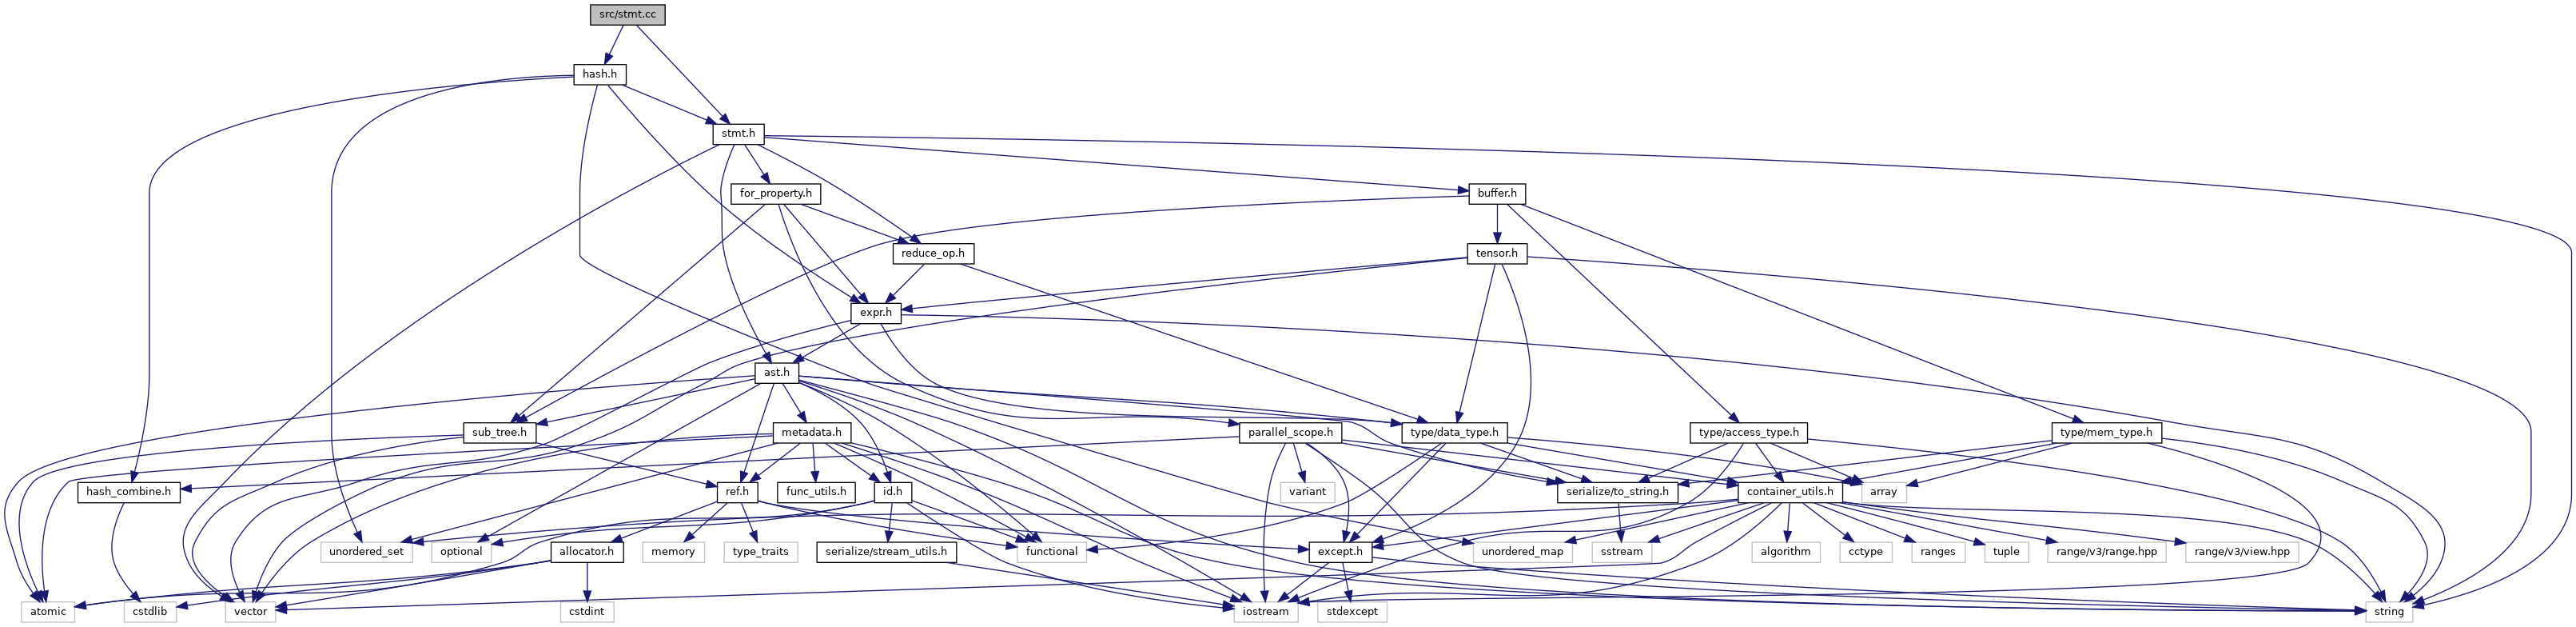 src/stmt.cc
hash.h
stmt.h
for_property.h
buffer.h
reduce_op.h
tensor.h
expr.h
ast.h
sub_tree.h
metadata.h
parallel_scope.h
type/data_type.h
type/access_type.h
type/mem_type.h
hash_combine.h
ref.h
func_utils.h
id.h
variant
serialize/to_string.h
container_utils.h
array
unordered_set
optional
allocator.h
memory
type_traits
serialize/stream_utils.h
functional
except.h
unordered_map
sstream
algorithm
cctype
ranges
tuple
range/v3/range.hpp
range/v3/view.hpp
atomic
cstdlib
vector
cstdint
iostream
stdexcept
string